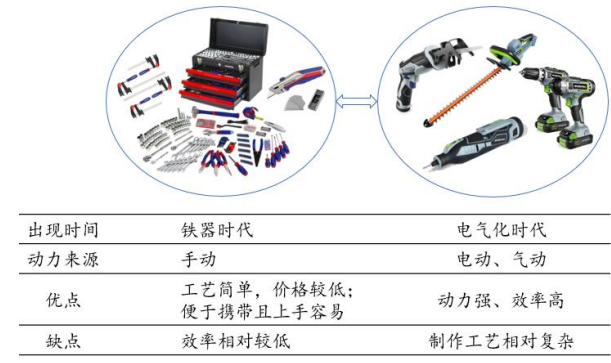 出现时间 铁器时代 电气化时代
动力来源 手动 电动、气动
优点 工艺简单，价格较低；便于携带且上手容易 动力强、效率高
缺点 效率相对较低 制作工艺相对复杂